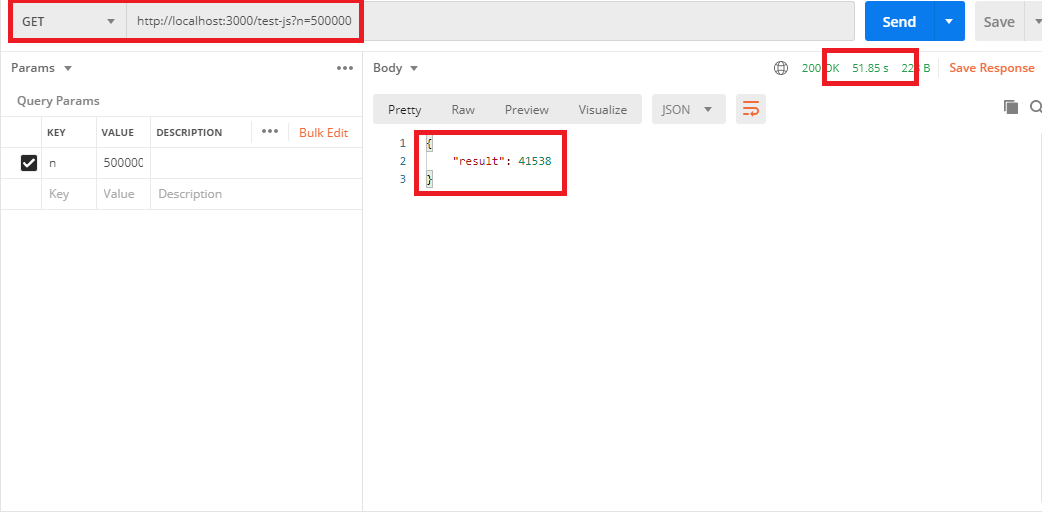 GET http://localhost:3000/test-js?n=500000 Send Save
Params
Query Params
KEY VALUE DESCRIPTION Bulk Edit
n 500000
Key Value Description
Body 200 OK 51.85 s B Save Response
Pretty Raw Preview Visualize JSON
1 {
2 "result": 41538
3 }